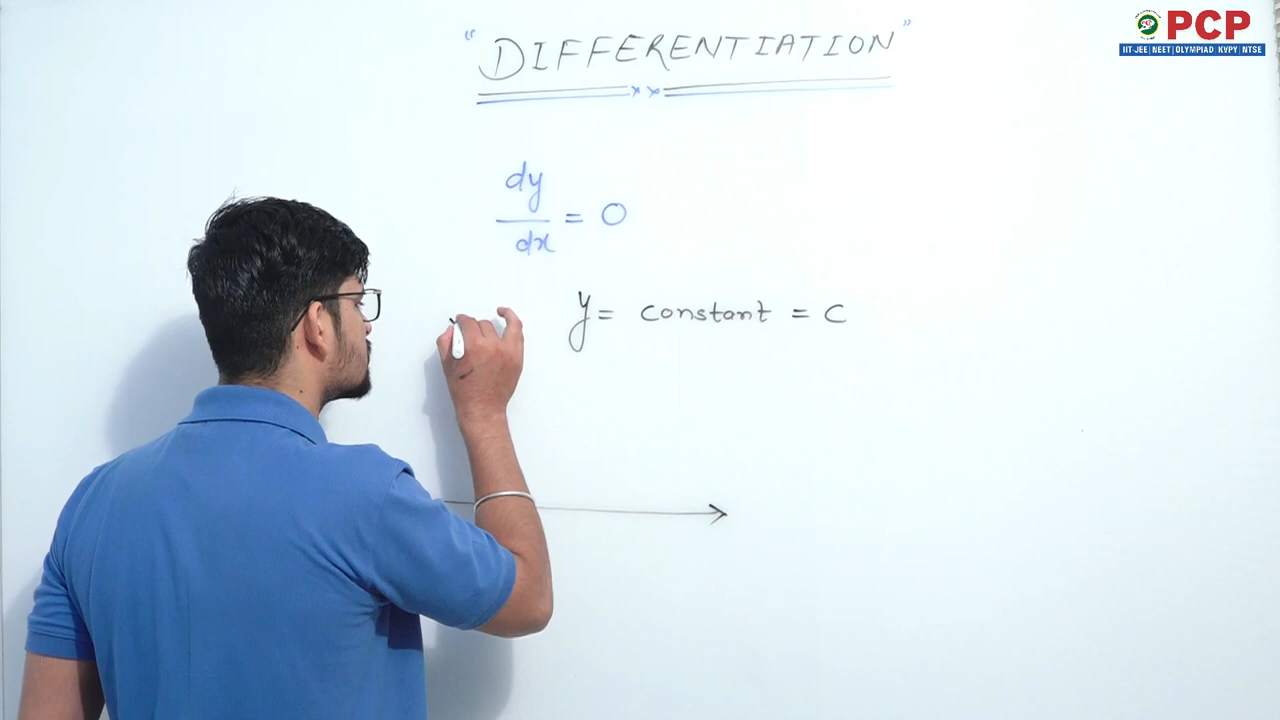 PCP
IIT-JEE | NEET | OLYMPIAD KVPY | NTSE
"DIFFERENTIATION"
dy
dx = 0
y = constant = c